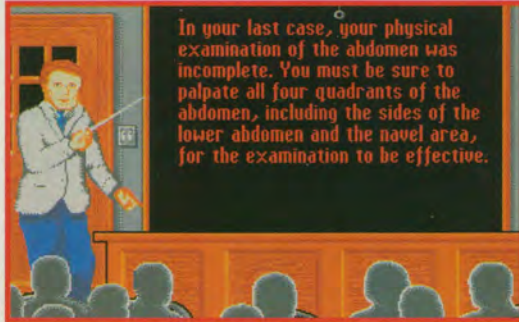 In your last case, your physical
examination of the abdomen was
incomplete. You must be sure to
palpate all four quadrants of the
abdomen, including the sides of the
lower abdomen and the navel area,
for the examination to be effective.